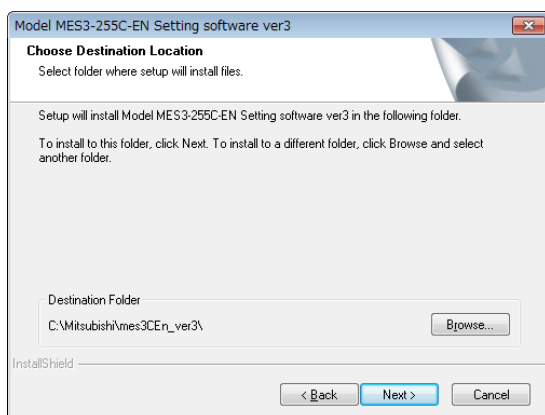 Model MES3-255C-EN Setting software ver3
Choose Destination Location
Select folder where setup will install files.
Setup will install Model MES3-255C-EN Setting software ver3 in the following folder.
To install to this folder, click Next. To install to a different folder, click Browse and select
another folder.
Destination Folder
C:\Mitsubishi\mes3CEn_ver3\
Browse...
InstallShield
< Back
Next >
Cancel